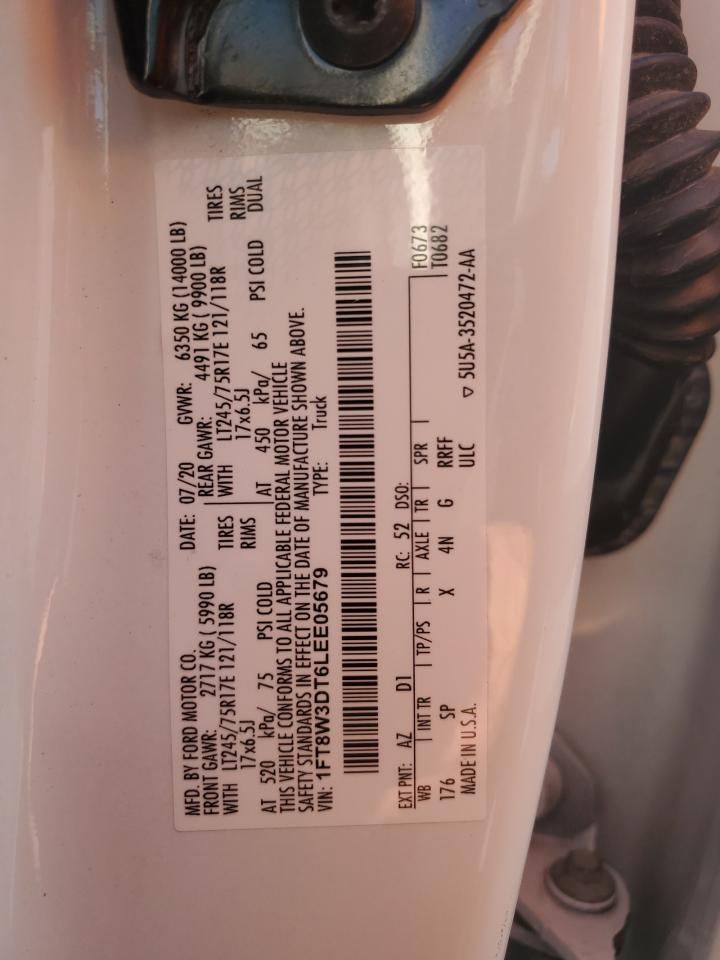 MFD. BY FORD MOTOR CO. DATE: 07/20 GVWR: 6350 KG (14000 LB)
FRONT GAWR: 2717 KG ( 5990 LB) REAR GAWR: 4491 KG ( 9900 LB)
WITH LT245/75R17E 121/118R TIRES WITH LT245/75R17E 121/118R TIRES
17x6.5J RIMS 17x6.5J RIMS
AT 520 kPa/ 75 PSI COLD AT 450 kPa/ 65 PSI COLD DUAL
THIS VEHICLE CONFORMS TO ALL APPLICABLE FEDERAL MOTOR VEHICLE
SAFETY STANDARDS IN EFFECT ON THE DATE OF MANUFACTURE SHOWN ABOVE.
VIN: 1FT8W3DT6LEE05679 TYPE: Truck
EXT PNT: AZ D1 RC: 52 DSO: F0673
WB INT TR TP/PS R AXLE TR SPR T0682
176 SP X 4N G RRFF
MADE IN U.S.A. ULC ▽ 5U5A-3520472-AA